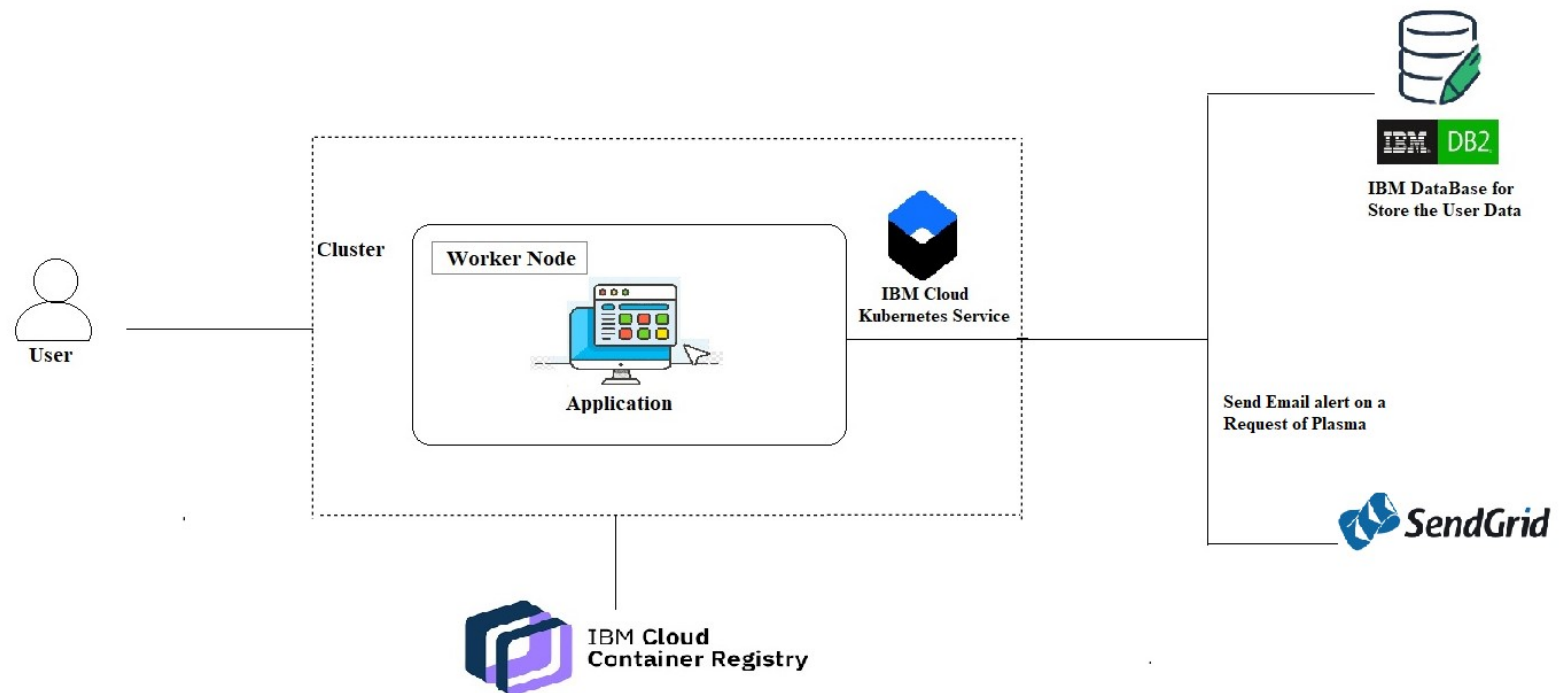 IBM DB2
IBM DataBase for
Store the User Data
Cluster
Worker Node
IBM Cloud
Kubernetes Service
User
Application
Send Email alert on a
Request of Plasma
SendGrid
IBM Cloud
Container Registry